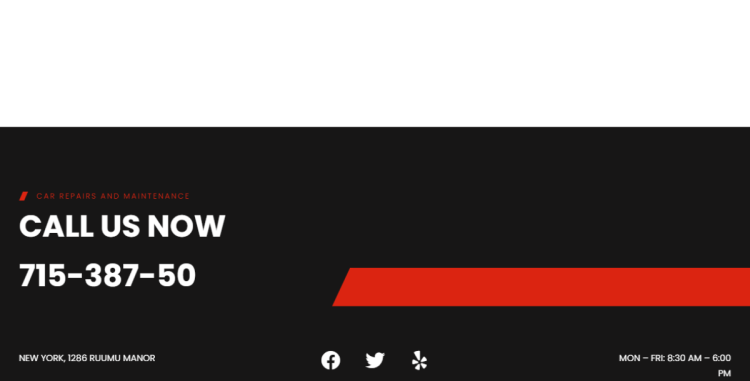 CAR REPAIRS AND MAINTENANCE
CALL US NOW
715-387-50
NEW YORK, 1286 RUUMU MANOR
MON – FRI: 8:30 AM – 6:00
PM